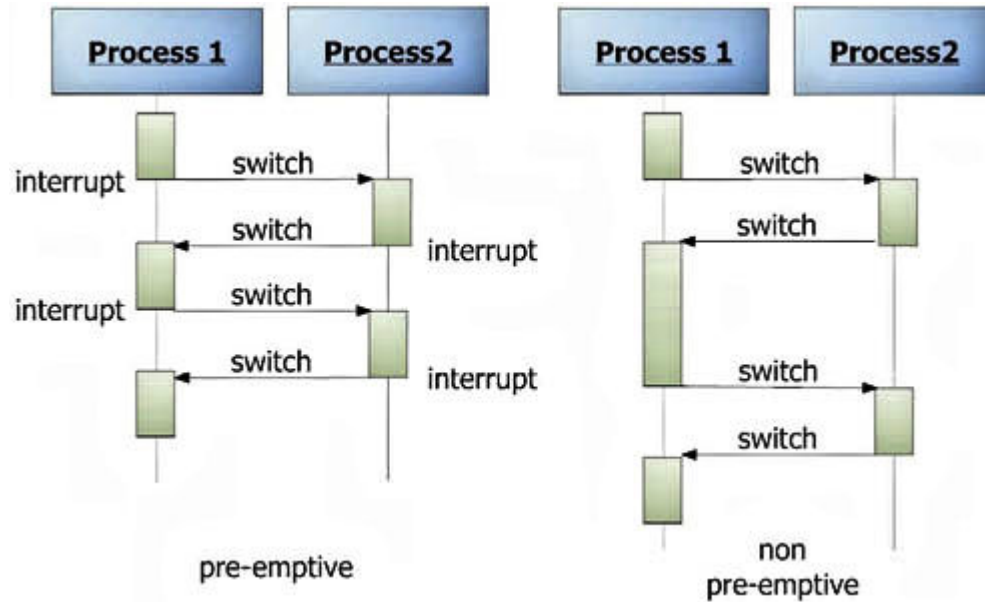 Process 1
Process2
switch
interrupt
switch
interrupt
switch
interrupt
switch
interrupt
pre-emptive
Process 1
Process2
switch
switch
switch
switch
non
pre-emptive